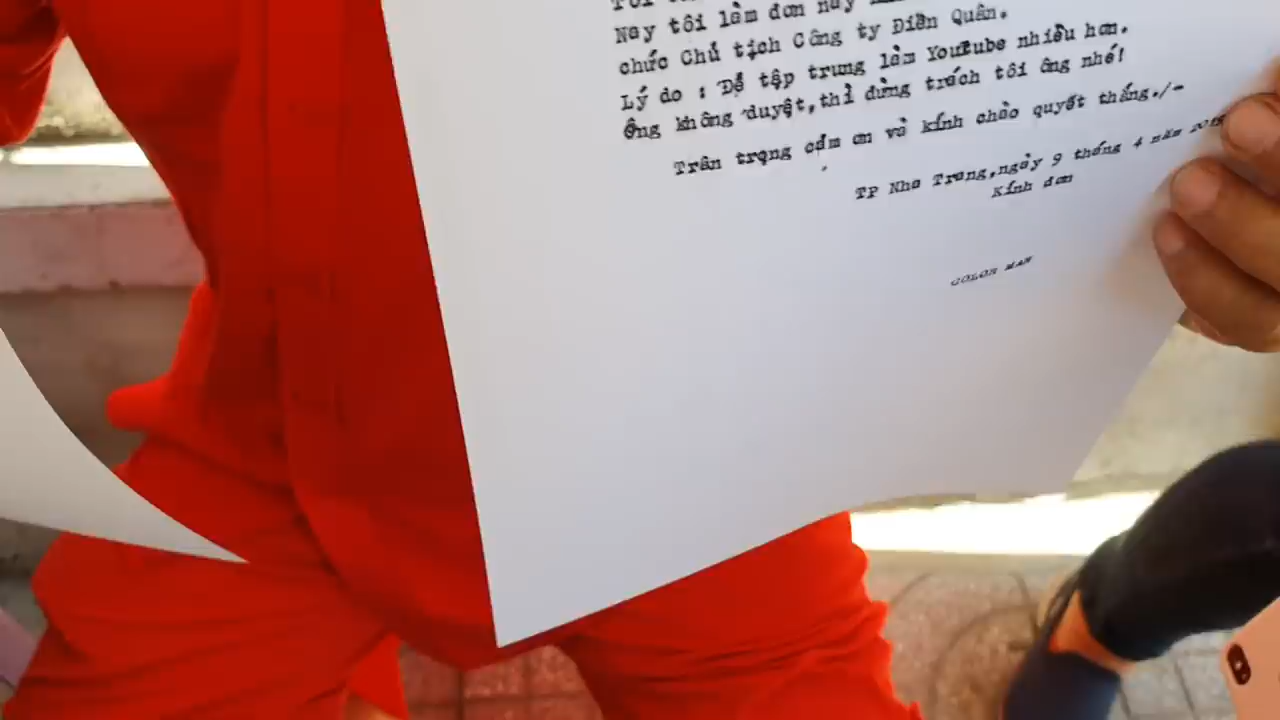 Nay tôi làm đơn này
chức Chủ tịch Công ty Điền Quân.
Lý do : Để tập trung làm Youtube nhiều hơn.
Ông không duyệt,thì đừng trách tôi ông nhé!
Trân trọng cám ơn và kính chào quyết thắng./-
TP Nha Trang,ngày 9 tháng 4 năm 2019
Kính đơn
COLOR MAN